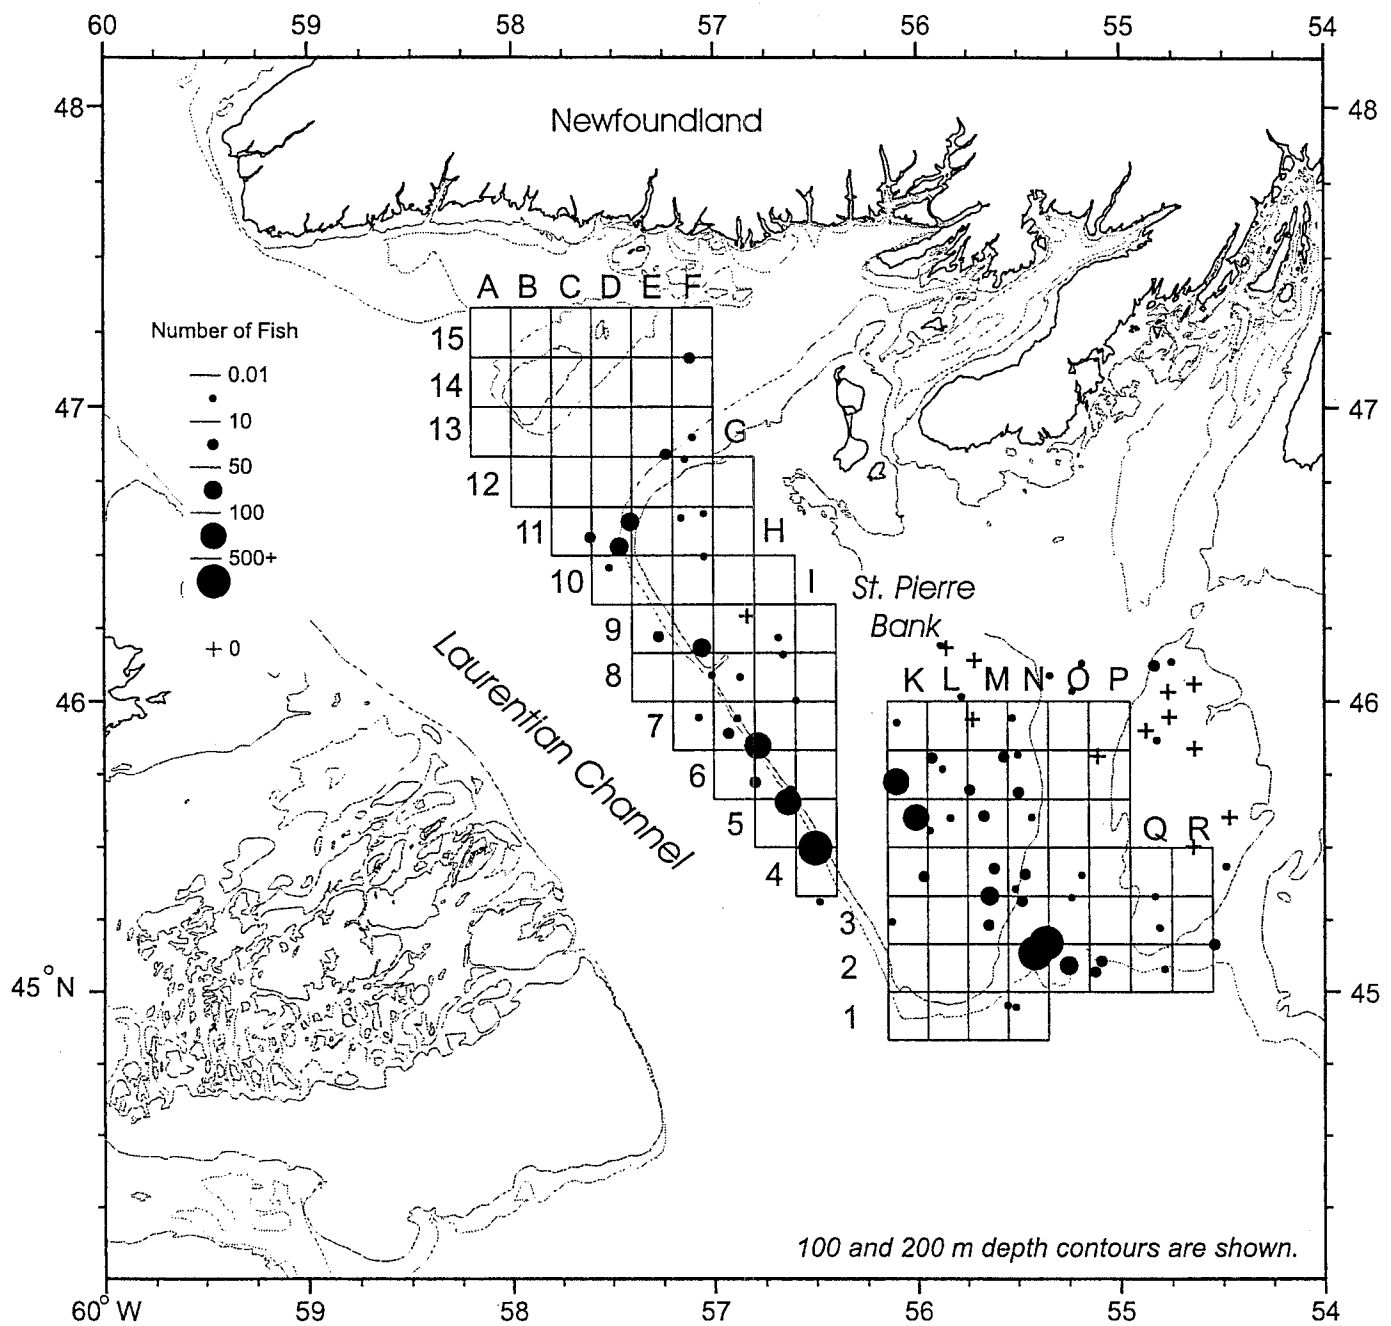 60 59 58 57 56 55 54
48 Newfoundland 48
A B C D E F
Number of Fish
15
0.01
14
10
47 47
13 G
50
12
100
11 H
500+
10 I
St. Pierre
Bank
9
+ 0
8
K L M N O P
Laurentian Channel
46 46
7
6
5 Q R
4
3
2
45°N 45
1
100 and 200 m depth contours are shown.
60°W 59 58 57 56 55 54